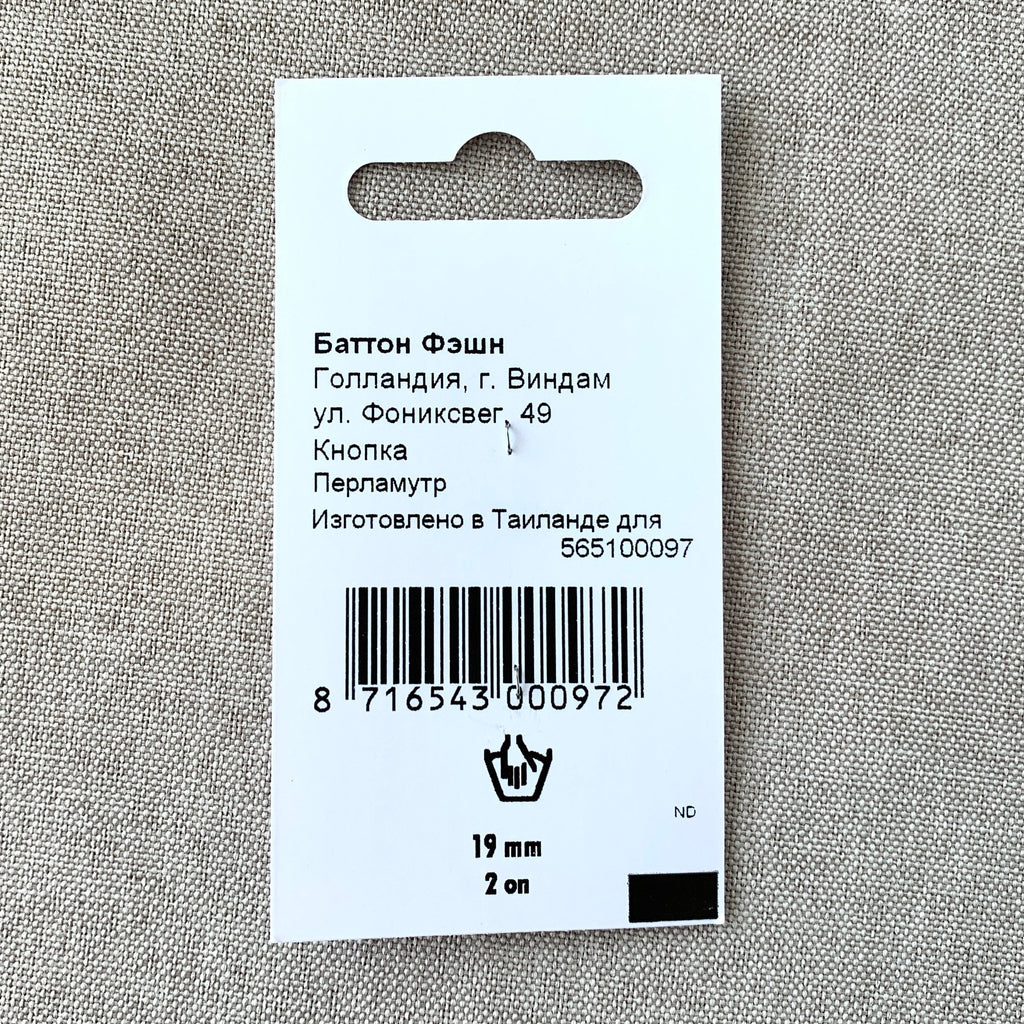 Баттон Фэшн
Голландия, г. Виндам
ул. Фониксвег, 49
Кнопка
Перламутр
Изготовлено в Таиланде для
565100097
8 716543 000972
ND
19 mm
2 on